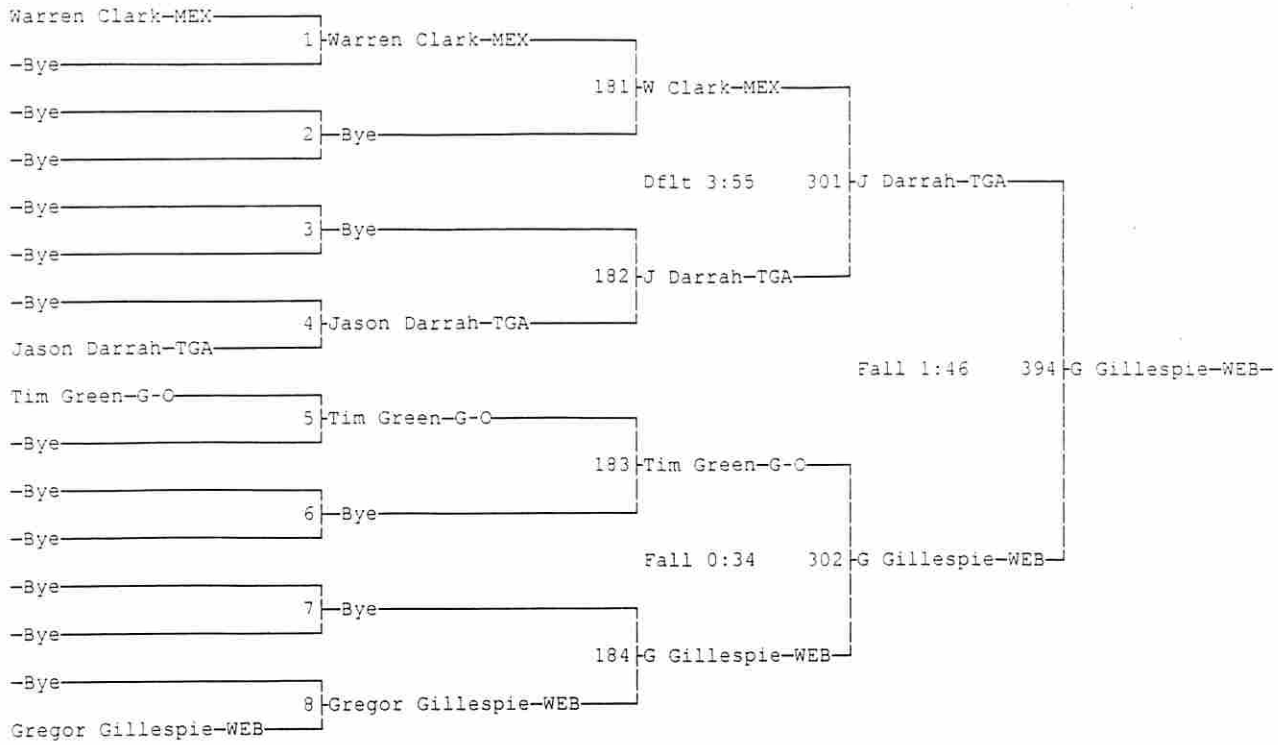 Warren Clark-MEX
1 Warren Clark-MEX
-Bye
181 W Clark-MEX
-Bye
2 -Bye
-Bye
Dflt 3:55 301 J Darrah-TGA
-Bye
3 -Bye
-Bye
182 J Darrah-TGA
-Bye
4 Jason Darrah-TGA
Jason Darrah-TGA
Fall 1:46 394 G Gillespie-WEB-
Tim Green-G-O
5 Tim Green-G-O
-Bye
183 Tim Green-G-O
-Bye
6 -Bye
-Bye
Fall 0:34 302 G Gillespie-WEB
-Bye
7 -Bye
-Bye
184 G Gillespie-WEB
-Bye
8 Gregor Gillespie-WEB
Gregor Gillespie-WEB